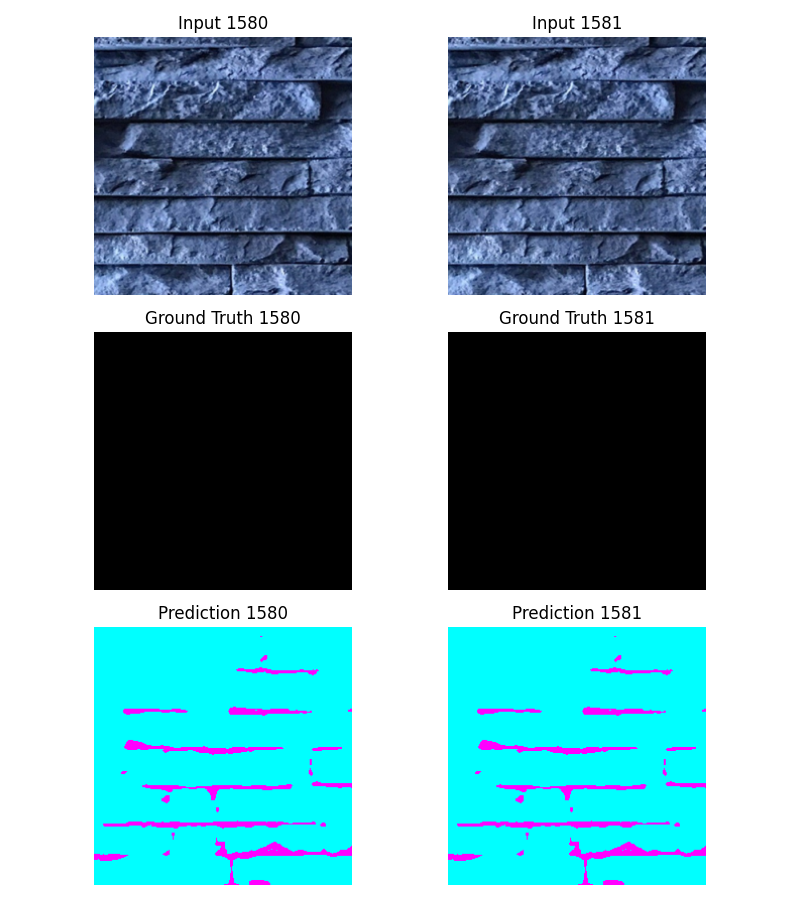 Input 1580
Input 1581
Ground Truth 1580
Ground Truth 1581
Prediction 1580
Prediction 1581